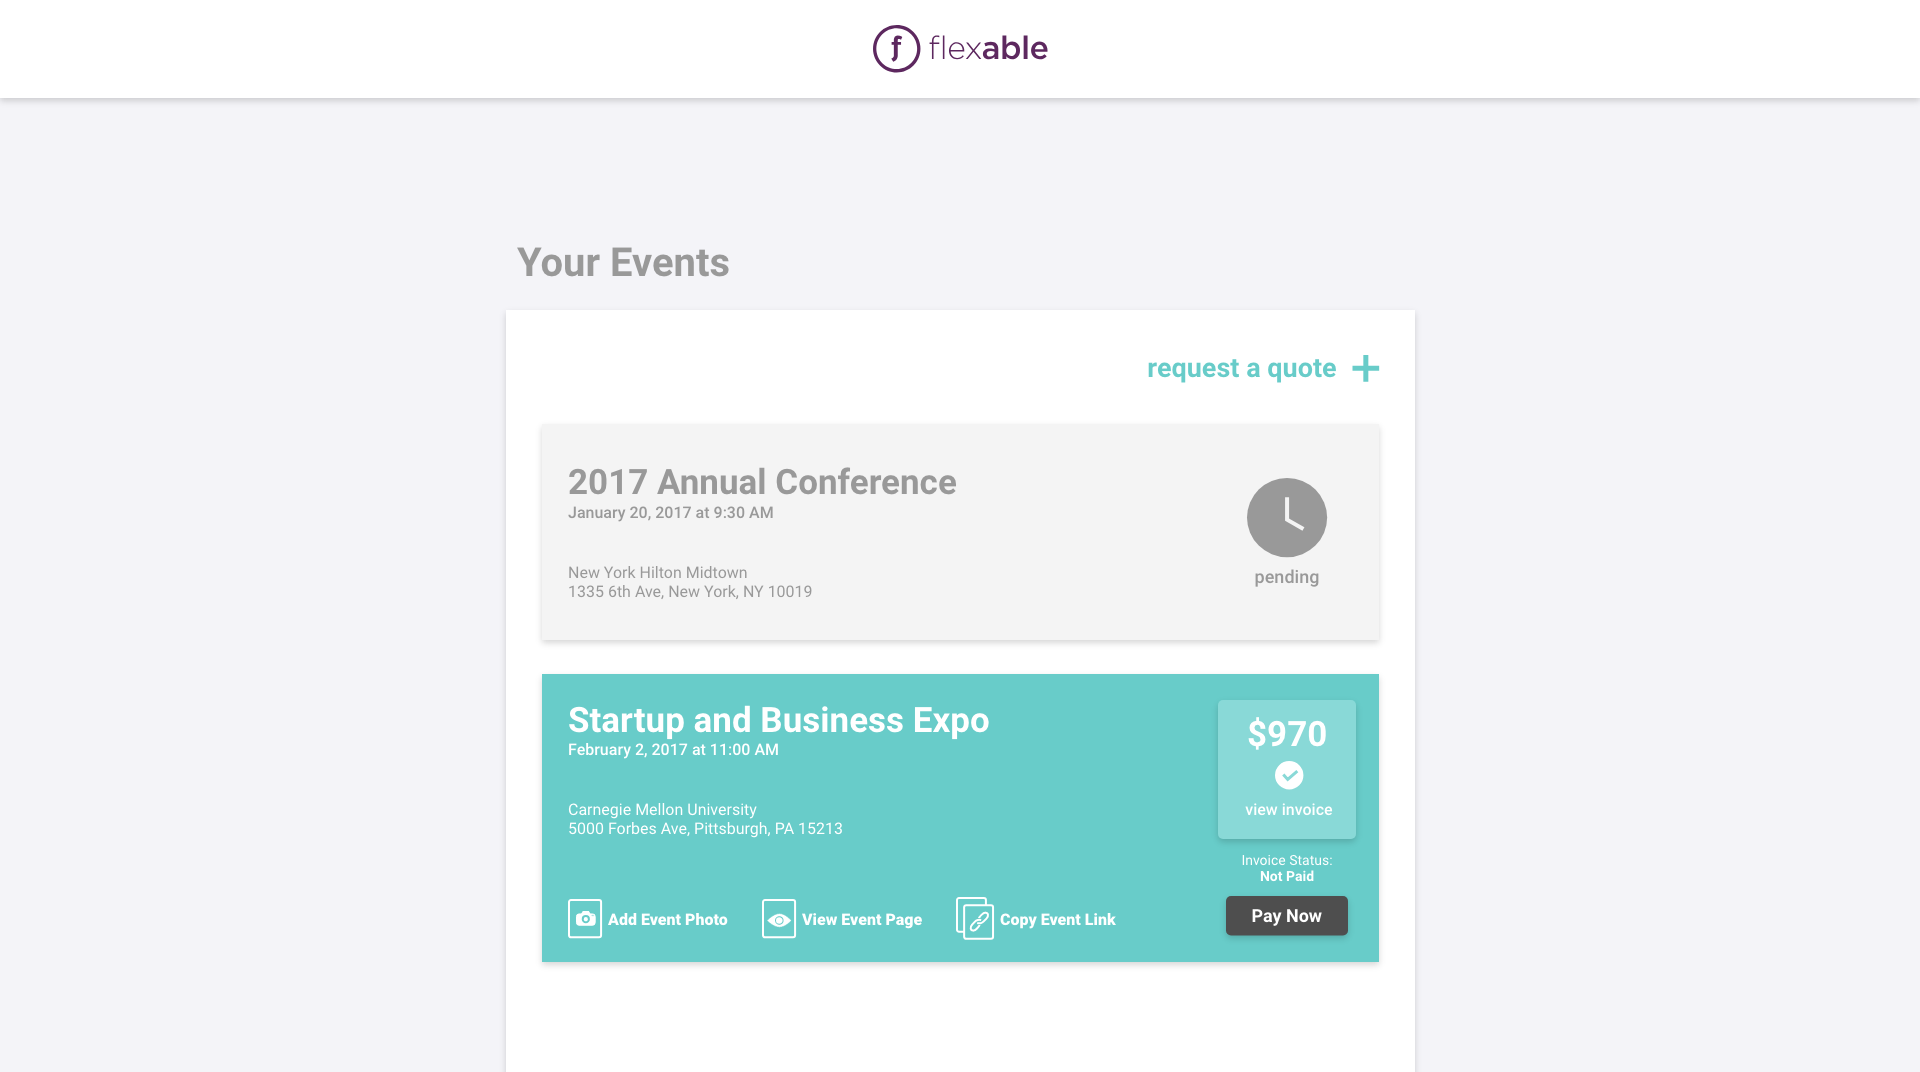 flexable
Your Events
request a quote
2017 Annual Conference
January 20, 2017 at 9:30 AM
New York Hilton Midtown
1335 6th Ave, New York, NY 10019
pending
Startup and Business Expo
February 2, 2017 at 11:00 AM
Carnegie Mellon University
5000 Forbes Ave, Pittsburgh, PA 15213
$970
view invoice
Invoice Status:
Not Paid
Add Event Photo
View Event Page
Copy Event Link
Pay Now